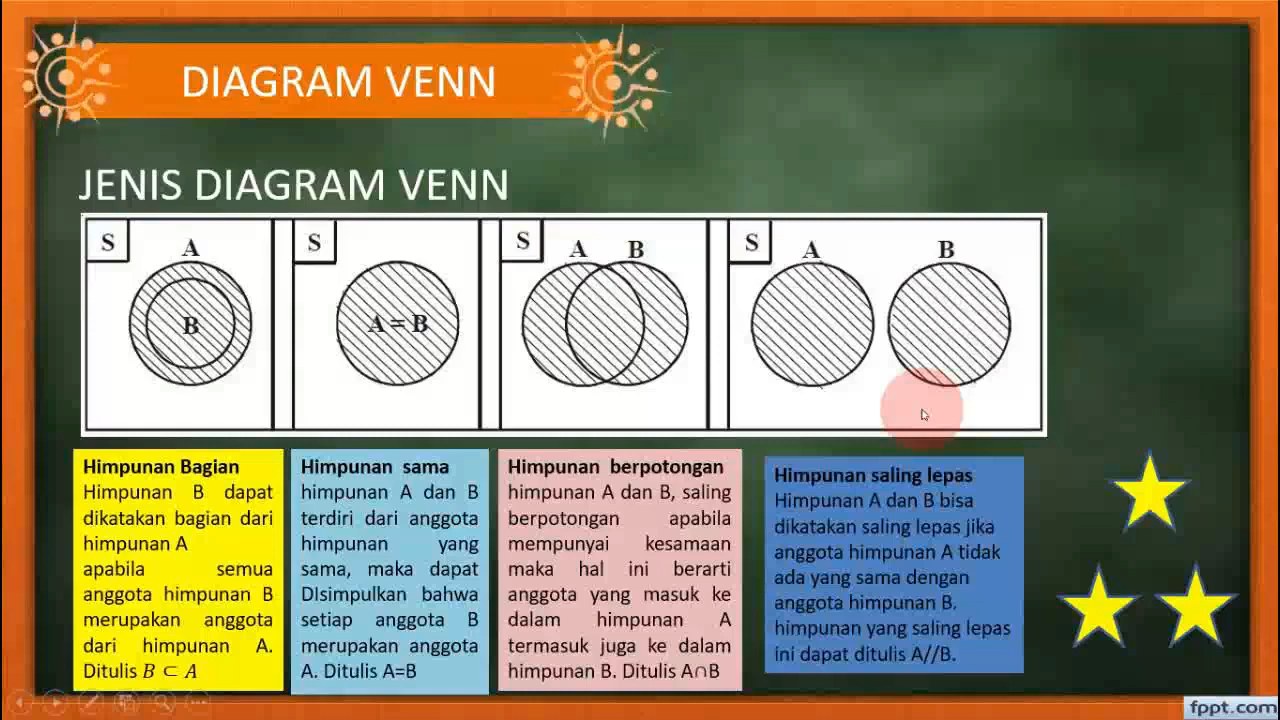 DIAGRAM VENN
JENIS DIAGRAM VENN
S
A
B
S
A = B
S
A
B
S
A
B
Himpunan Bagian
Himpunan B dapat
dikatakan bagian dari
himpunan A
apabila semua
anggota himpunan B
merupakan anggota
dari himpunan A.
Ditulis B ⊂ A
Himpunan sama
himpunan A dan B
terdiri dari anggota
himpunan yang
sama, maka dapat
DIsimpulkan bahwa
setiap anggota B
merupakan anggota
A. Ditulis A=B
Himpunan berpotongan
himpunan A dan B, saling
berpotongan apabila
mempunyai kesamaan
maka hal ini berarti
anggota yang masuk ke
dalam himpunan A
termasuk juga ke dalam
himpunan B. Ditulis A∩B
Himpunan saling lepas
Himpunan A dan B bisa
dikatakan saling lepas jika
anggota himpunan A tidak
ada yang sama dengan
anggota himpunan B.
himpunan yang saling lepas
ini dapat ditulis A//B.
fppt.com